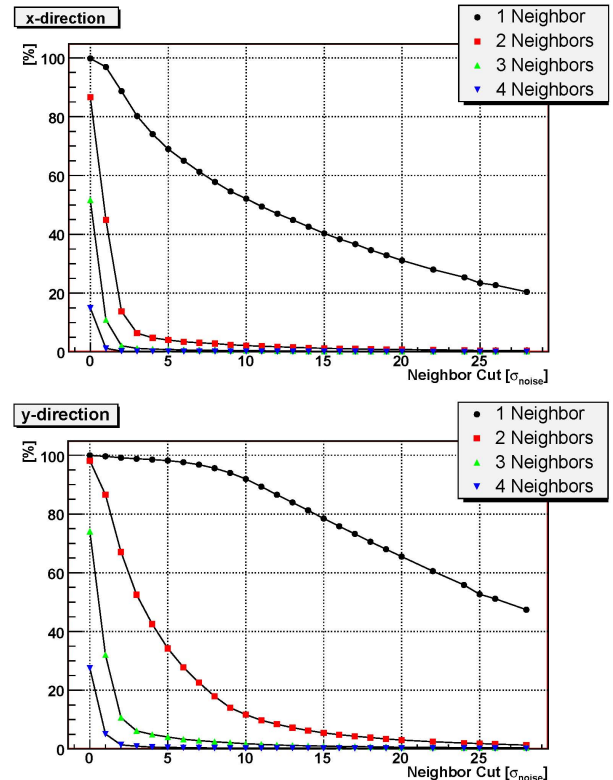 x-direction
[%]
1 Neighbor
2 Neighbors
3 Neighbors
4 Neighbors
100
80
60
40
20
0
0 5 10 15 20 25
Neighbor Cut [σnoise]
y-direction
[%]
1 Neighbor
2 Neighbors
3 Neighbors
4 Neighbors
100
80
60
40
20
0
0 5 10 15 20 25
Neighbor Cut [σnoise]